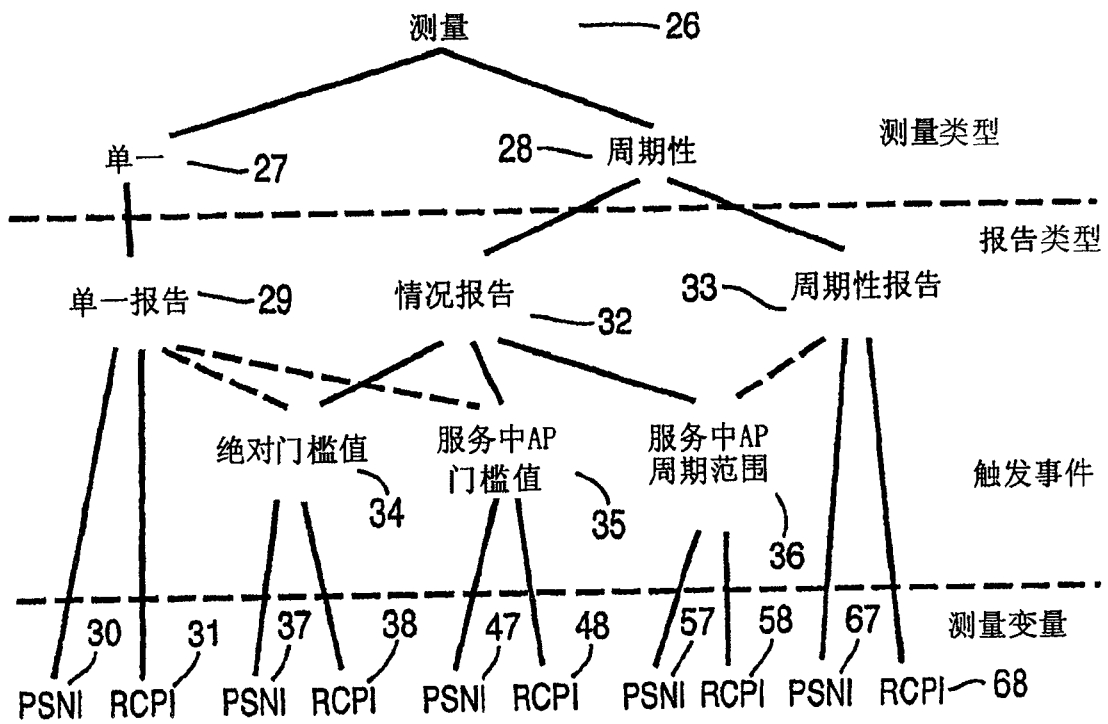 测量 26
测量类型
单一 27
28 周期性
报告类型
单一报告 29
情况报告 32
33 周期性报告
绝对门槛值 34
服务中AP
门槛值 35
服务中AP
周期范围 36
触发事件
30 31 37 38 47 48 57 58 67 测量变量
PSNI RCPI PSNI RCPI PSNI RCPI PSNI RCPI PSNI RCPI 68